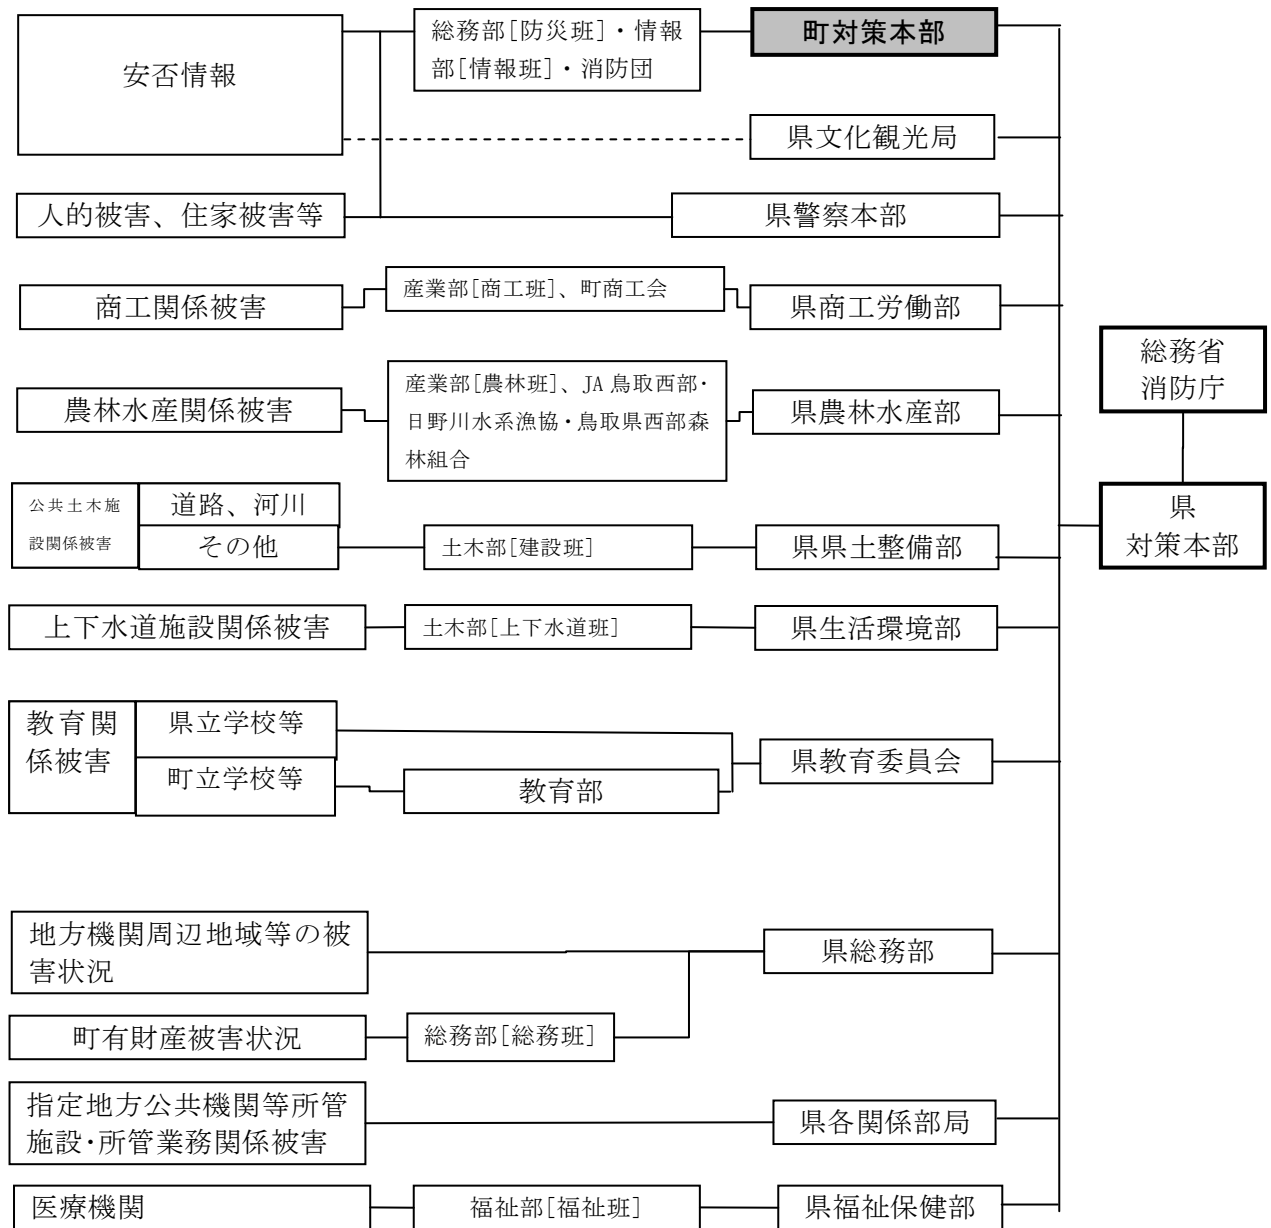 安否情報
総務部[防災班]・情報
部[情報班]・消防団
町対策本部
県文化観光局
人的被害、住家被害等
県警察本部
商工関係被害
産業部[商工班]、町商工会
県商工労働部
農林水産関係被害
産業部[農林班]、JA 鳥取西部・
日野川水系漁協・鳥取県西部森
林組合
県農林水産部
総務省
消防庁
県
対策本部
公共土木施
設関係被害
道路、河川
その他
土木部[建設班]
県県土整備部
上下水道施設関係被害
土木部[上下水道班]
県生活環境部
教育関
係被害
県立学校等
町立学校等
教育部
県教育委員会
地方機関周辺地域等の被
害状況
県総務部
町有財産被害状況
総務部[総務班]
指定地方公共機関等所管
施設・所管業務関係被害
県各関係部局
医療機関
福祉部[福祉班]
県福祉保健部